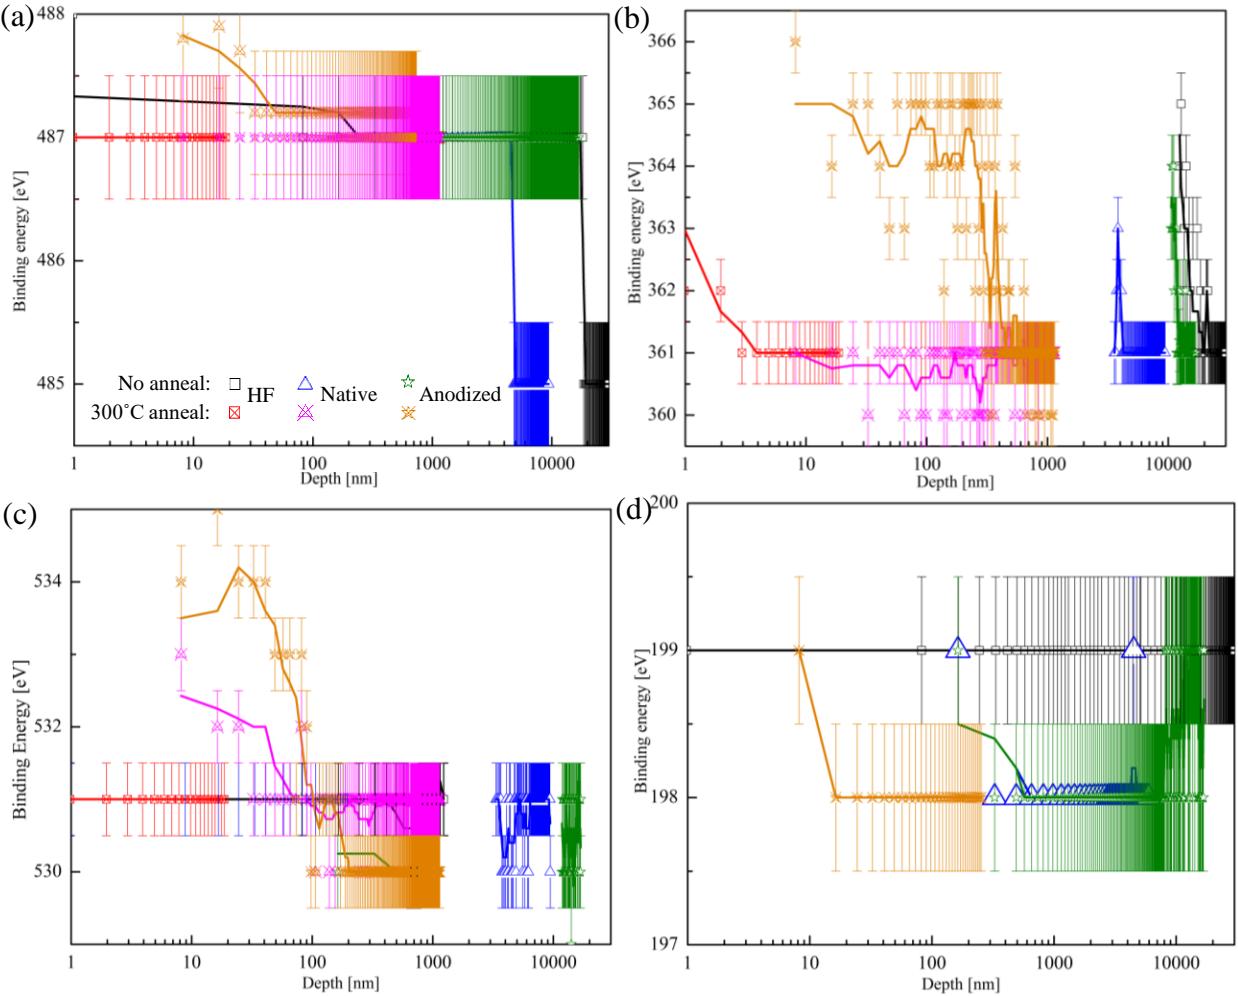 (a)
488
487
486
485
Binding energy [eV]
No anneal: HF Native Anodized
300˚C anneal:
1 10 100 1000 10000
Depth [nm]
(b)
366
365
364
363
362
361
360
Binding energy [eV]
1 10 100 1000 10000
Depth [nm]
(c)
534
532
530
Binding Energy [eV]
1 10 100 1000 10000
Depth [nm]
(d)
200
199
198
197
Binding energy [eV]
1 10 100 1000 10000
Depth [nm]